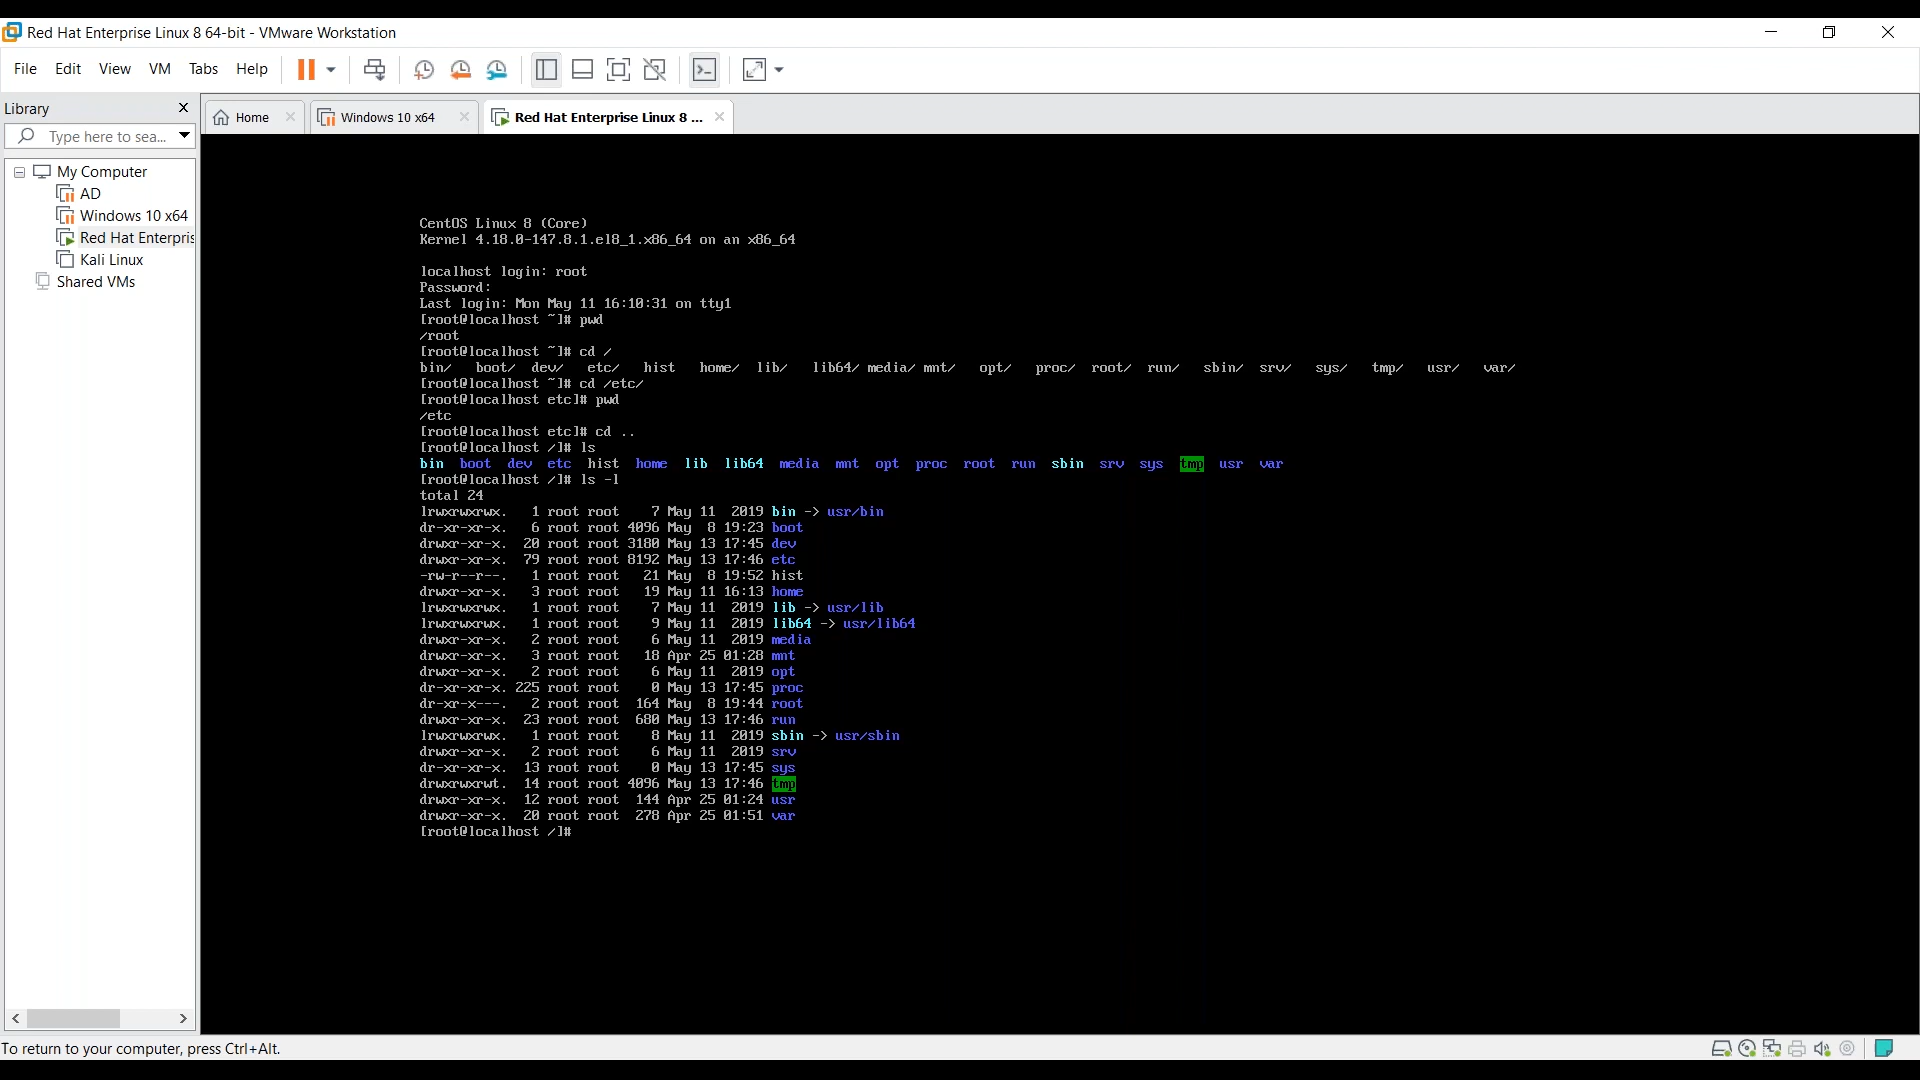 Red Hat Enterprise Linux 8 64-bit - VMware Workstation
File Edit View VM Tabs Help
Library
Type here to sea...
My Computer
AD
Windows 10 x64
Red Hat Enterpris
Kali Linux
Shared VMs
Home Windows 10 x64 Red Hat Enterprise Linux 8 ...
CentOS Linux 8 (Core)
Kernel 4.18.0-147.8.1.el8_1.x86_64 on an x86_64
localhost login: root
Password:
Last login: Mon May 11 16:10:31 on tty1
[root@localhost ~]# pwd
/root
[root@localhost ~]# cd /
bin/ boot/ dev/ etc/ hist home/ lib/ lib64/ media/ mnt/ opt/ proc/ root/ run/ sbin/ srv/ sys/ tmp/ usr/ var/
[root@localhost ~]# cd /etc/
[root@localhost etc]# pwd
/etc
[root@localhost etc]# cd ..
[root@localhost /]# ls
bin boot dev etc hist home lib lib64 media mnt opt proc root run sbin srv sys tmp usr var
[root@localhost /]# ls -l
total 24
lrwxrwxrwx. 1 root root 7 May 11 2019 bin -> usr/bin
dr-xr-xr-x. 6 root root 4096 May 8 19:23 boot
drwxr-xr-x. 20 root root 3180 May 13 17:45 dev
drwxr-xr-x. 79 root root 8192 May 13 17:46 etc
-rw-r--r--. 1 root root 21 May 8 19:52 hist
drwxr-xr-x. 3 root root 19 May 11 16:13 home
lrwxrwxrwx. 1 root root 7 May 11 2019 lib -> usr/lib
lrwxrwxrwx. 1 root root 9 May 11 2019 lib64 -> usr/lib64
drwxr-xr-x. 2 root root 6 May 11 2019 media
drwxr-xr-x. 3 root root 18 Apr 25 01:28 mnt
drwxr-xr-x. 2 root root 6 May 11 2019 opt
dr-xr-xr-x. 225 root root 0 May 13 17:45 proc
dr-xr-x---. 2 root root 164 May 8 19:44 root
drwxr-xr-x. 23 root root 680 May 13 17:46 run
lrwxrwxrwx. 1 root root 8 May 11 2019 sbin -> usr/sbin
drwxr-xr-x. 2 root root 6 May 11 2019 srv
dr-xr-xr-x. 13 root root 0 May 13 17:45 sys
drwxrwxrwt. 14 root root 4096 May 13 17:46 tmp
drwxr-xr-x. 12 root root 144 Apr 25 01:24 usr
drwxr-xr-x. 20 root root 278 Apr 25 01:51 var
[root@localhost /]#
To return to your computer, press Ctrl+Alt.